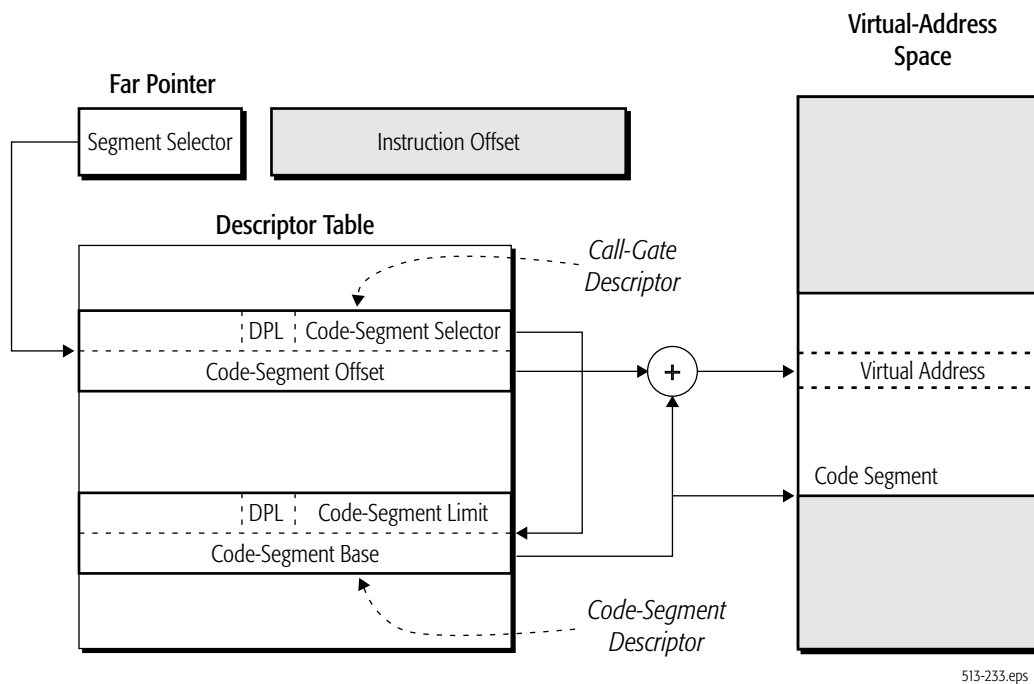 Virtual-Address
Space
Far Pointer
Segment Selector
Instruction Offset
Descriptor Table
Call-Gate
Descriptor
DPL
Code-Segment Selector
Code-Segment Offset
+
Virtual Address
Code Segment
DPL
Code-Segment Limit
Code-Segment Base
Code-Segment
Descriptor
513-233.eps